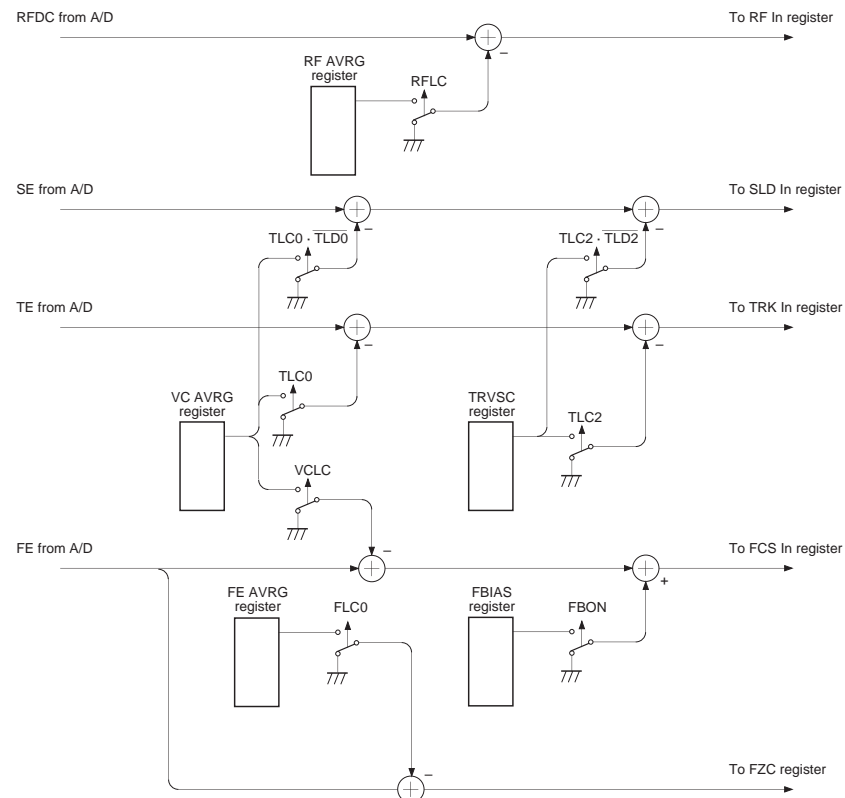 RFDC from A/D
To RF In register
RF AVRG
register
RFLC
−
SE from A/D
To SLD In register
TLC0 · T̅L̅D̅0̅
−
TLC2 · T̅L̅D̅2̅
−
TE from A/D
To TRK In register
−
−
TLC0
VC AVRG
register
TRVSC
register
TLC2
VCLC
FE from A/D
−
To FCS In register
+
FE AVRG
register
FLC0
FBIAS
register
FBON
To FZC register
−